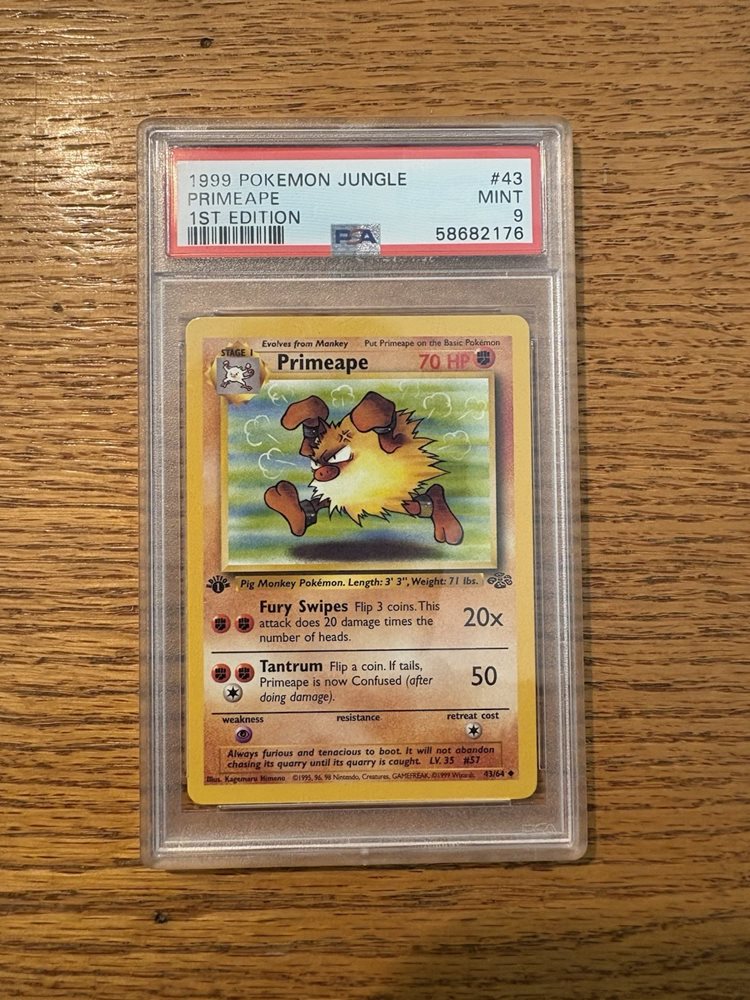 1999 POKEMON JUNGLE #43
PRIMEAPE MINT
1ST EDITION 9
PSA 58682176
Evolves from Mankey Put Primeape on the Basic Pokémon
STAGE 1 Primeape 70 HP
EDITION 1
Pig Monkey Pokémon. Length: 3' 3", Weight: 71 lbs.
Fury Swipes Flip 3 coins. This
attack does 20 damage times the 20x
number of heads.
Tantrum Flip a coin. If tails,
Primeape is now Confused (after 50
doing damage).
weakness resistance retreat cost
Always furious and tenacious to boot. It will not abandon
chasing its quarry until its quarry is caught. LV. 35 #57
Illus. Kagemaru Himeno ©1995, 96, 98 Nintendo, Creatures, GAMEFREAK. ©1999 Wizards. 43/64
PSA